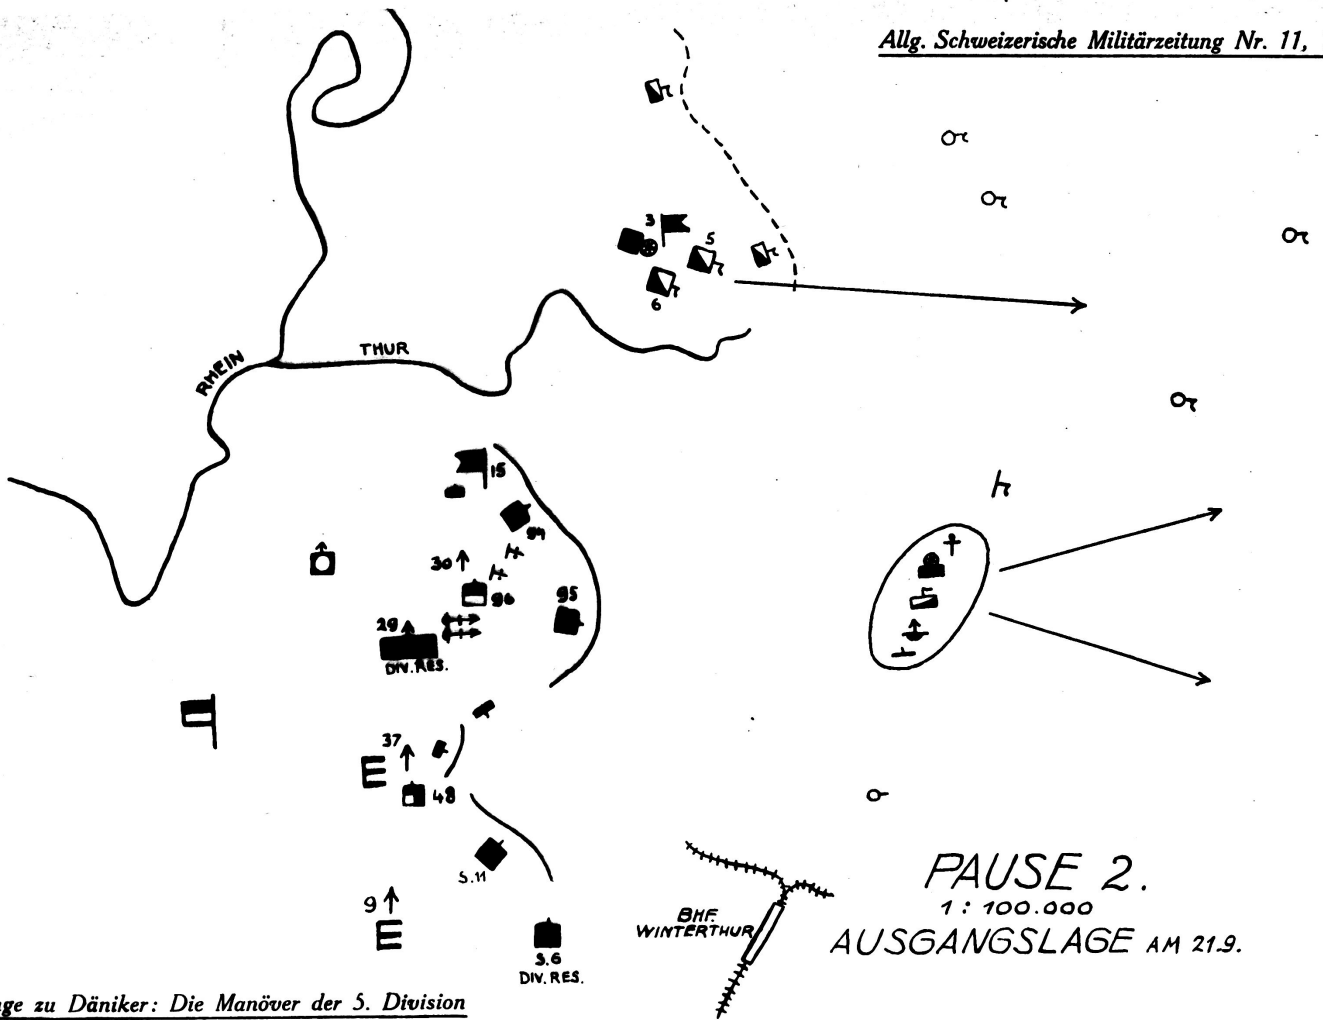 Allg. Schweizerische Militärzeitung Nr. 11,
3
5
6
RHEIN
THUR
15
94
30
96
95
29
DIV. RES.
37
48
S.11
9
S.6
DIV. RES.
BHF.
WINTERTHUR
PAUSE 2.
1 : 100.000
AUSGANGSLAGE AM 21.9.
zu Däniker: Die Manöver der 5. Division